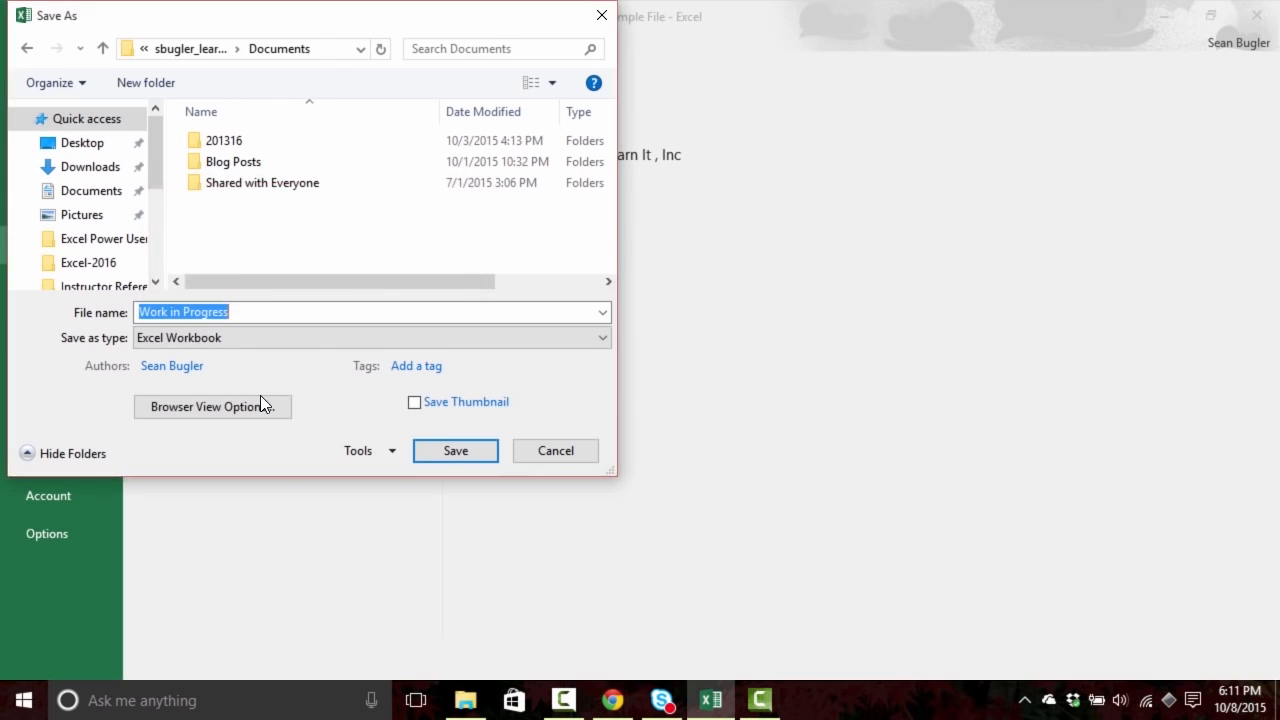 Save As
mple File - Excel
Sean Bugler
« sbugler_lear... › Documents
Search Documents
Organize
New folder
Quick access
Desktop
Downloads
Documents
Pictures
Excel Power User
Excel-2016
Instructor Refere
Name Date Modified Type
201316 10/3/2015 4:13 PM Folders
Blog Posts 10/1/2015 10:32 PM Folders
Shared with Everyone 7/1/2015 3:06 PM Folders
arn It , Inc
File name: Work in Progress
Save as type: Excel Workbook
Authors: Sean Bugler Tags: Add a tag
Browser View Option...
Save Thumbnail
Hide Folders
Tools Save Cancel
Account
Options
Ask me anything
6:11 PM
10/8/2015